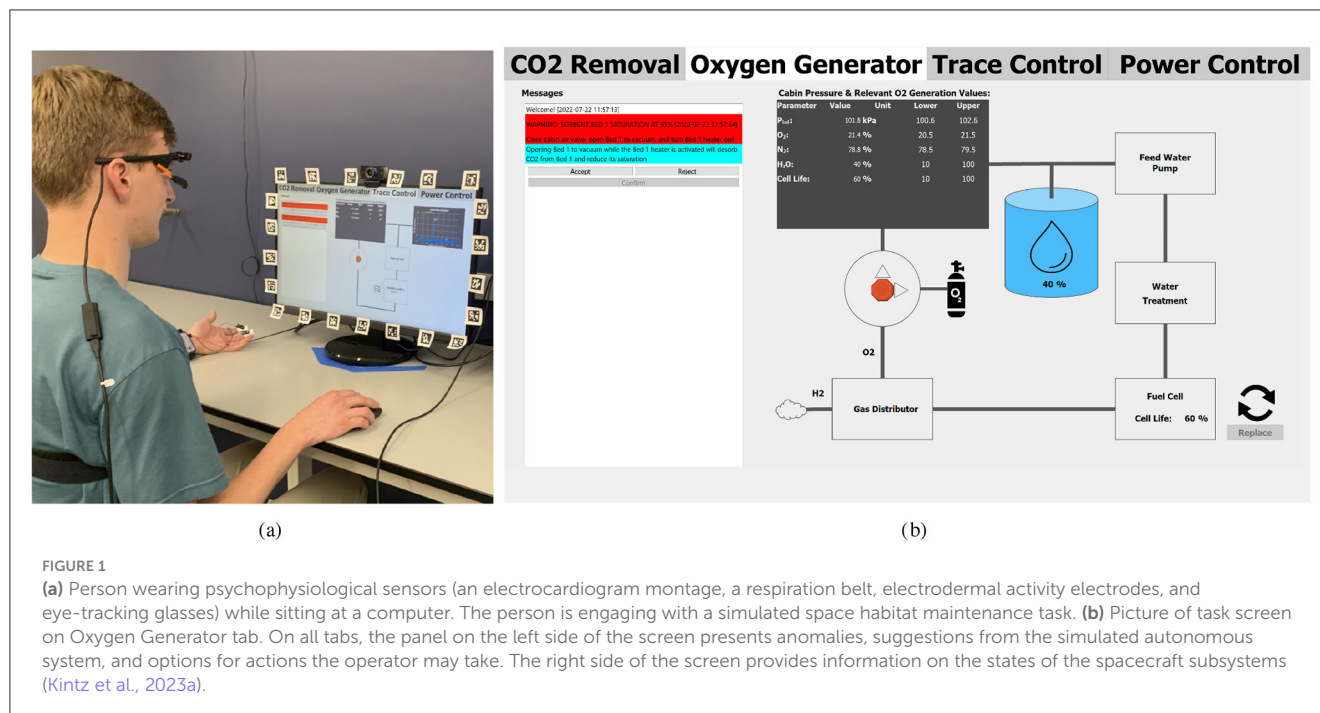 CO2 Removal Oxygen Generator Trace Control Power Control
CO2 Removal Oxygen Generator Trace Control Power Control
Messages
Welcome! [2022-07-22 11:57:13]
WARNING: SORBENT BED 1 SATURATION AT 95% [2022-07-22 11:57:26]
Close cabin air valve, open Bed 1 to vacuum, and turn Bed 1 heater on?
Opening Bed 1 to vacuum while the Bed 1 heater is activated will desorb
CO2 from Bed 1 and reduce its saturation
Accept Reject
Confirm
Cabin Pressure & Relevant O2 Generation Values:
Parameter Value Unit Lower Upper
Ptot: 101.8 kPa 100.6 102.6
O₂: 21.4 % 20.5 21.5
N₂: 78.8 % 78.5 79.5
H₂O: 40 % 10 100
Cell Life: 60 % 10 100
Feed Water
Pump
40 %
O2
Water
Treatment
O2
H2
Gas Distributor
Fuel Cell
Cell Life: 60 %
Replace
(a)
(b)
FIGURE 1
(a) Person wearing psychophysiological sensors (an electrocardiogram montage, a respiration belt, electrodermal activity electrodes, and
eye-tracking glasses) while sitting at a computer. The person is engaging with a simulated space habitat maintenance task. (b) Picture of task screen
on Oxygen Generator tab. On all tabs, the panel on the left side of the screen presents anomalies, suggestions from the simulated autonomous
system, and options for actions the operator may take. The right side of the screen provides information on the states of the spacecraft subsystems
(Kintz et al., 2023a).